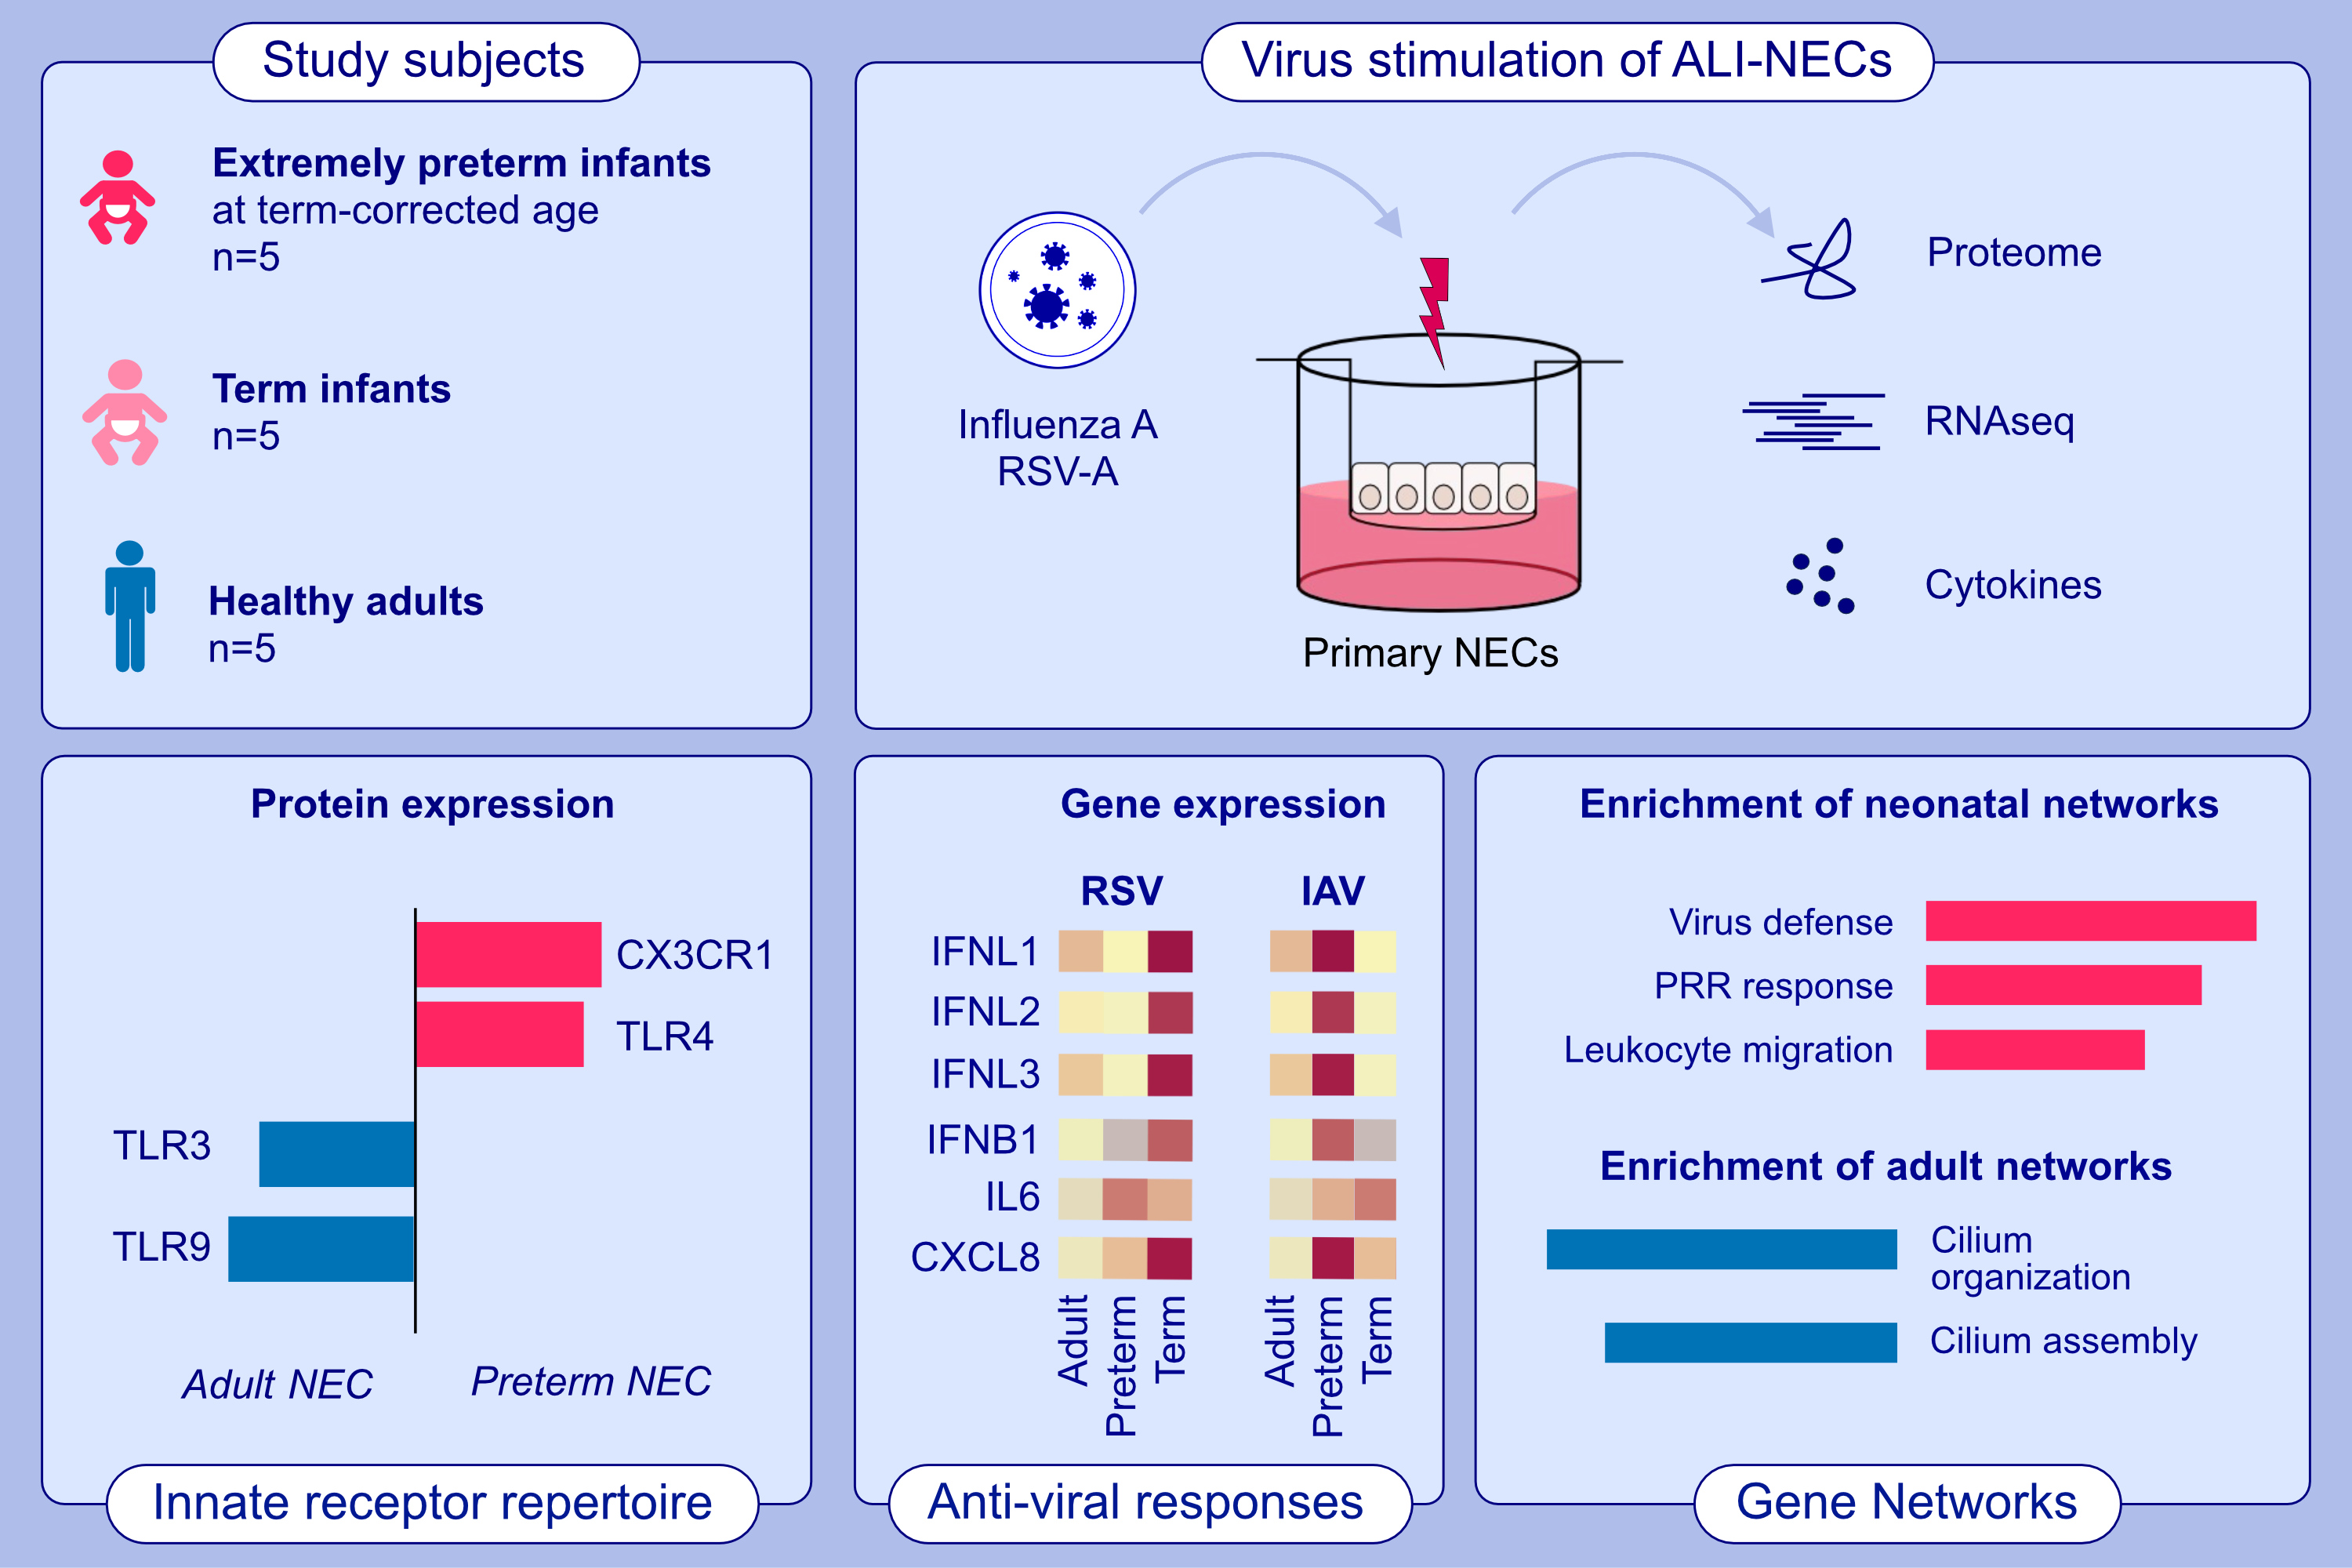 Study subjects
Extremely preterm infants
at term-corrected age
n=5
Term infants
n=5
Healthy adults
n=5
Virus stimulation of ALI-NECs
Influenza A
RSV-A
Primary NECs
Proteome
RNAseq
Cytokines
Protein expression
CX3CR1
TLR4
TLR3
TLR9
Adult NEC
Preterm NEC
Innate receptor repertoire
Gene expression
RSV
IAV
IFNL1
IFNL2
IFNL3
IFNB1
IL6
CXCL8
Adult
Preterm
Term
Adult
Preterm
Term
Anti-viral responses
Enrichment of neonatal networks
Virus defense
PRR response
Leukocyte migration
Enrichment of adult networks
Cilium
organization
Cilium assembly
Gene Networks